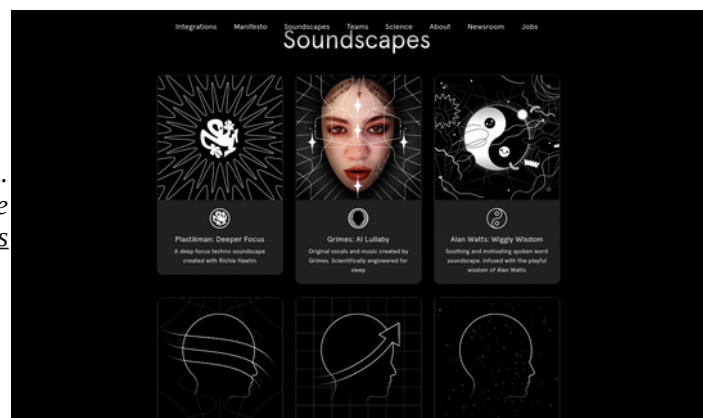 Integrations Manifesto Soundscapes Teams Science About Newsroom Jobs
Soundscapes
.
e
s
Plastikman: Deeper Focus
A deep focus techno soundscape
created with Richie Hawtin
Grimes: AI Lullaby
Original vocals and music created by
Grimes. Scientifically engineered for
sleep
Alan Watts: Wiggly Wisdom
Soothing and motivating spoken word
soundscape. Infused with the playful
wisdom of Alan Watts